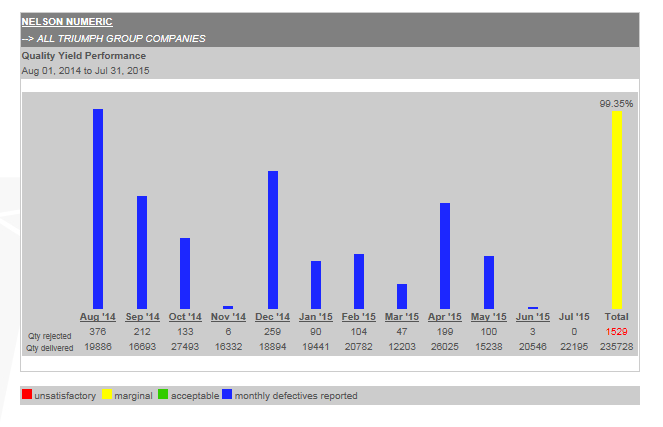 NELSON NUMERIC
--> ALL TRIUMPH GROUP COMPANIES
Quality Yield Performance
Aug 01, 2014 to Jul 31, 2015
99.35%
Aug '14 Sep '14 Oct '14 Nov '14 Dec '14 Jan '15 Feb '15 Mar '15 Apr '15 May '15 Jun '15 Jul '15 Total
Qty rejected 376 212 133 6 259 90 104 47 199 100 3 0 1529
Qty delivered 19886 16693 27493 16332 18894 19441 20782 12203 26025 15238 20546 22195 235728
unsatisfactory marginal acceptable monthly defectives reported